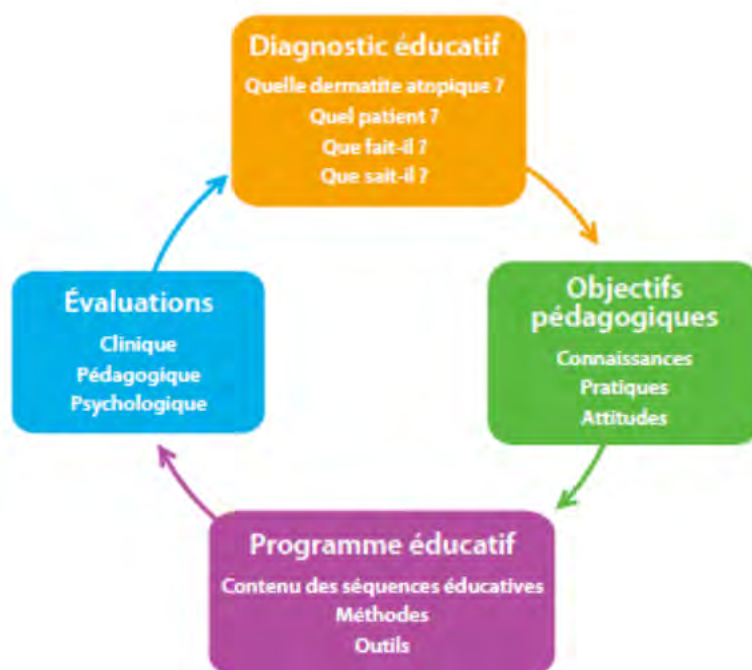 Diagnostic éducatif
Quelle dermatite atopique ?
Quel patient ?
Que fait-il ?
Que sait-il ?
Objectifs
pédagogiques
Connaissances
Pratiques
Attitudes
Programme éducatif
Contenu des séquences éducatives
Méthodes
Outils
Évaluations
Clinique
Pédagogique
Psychologique